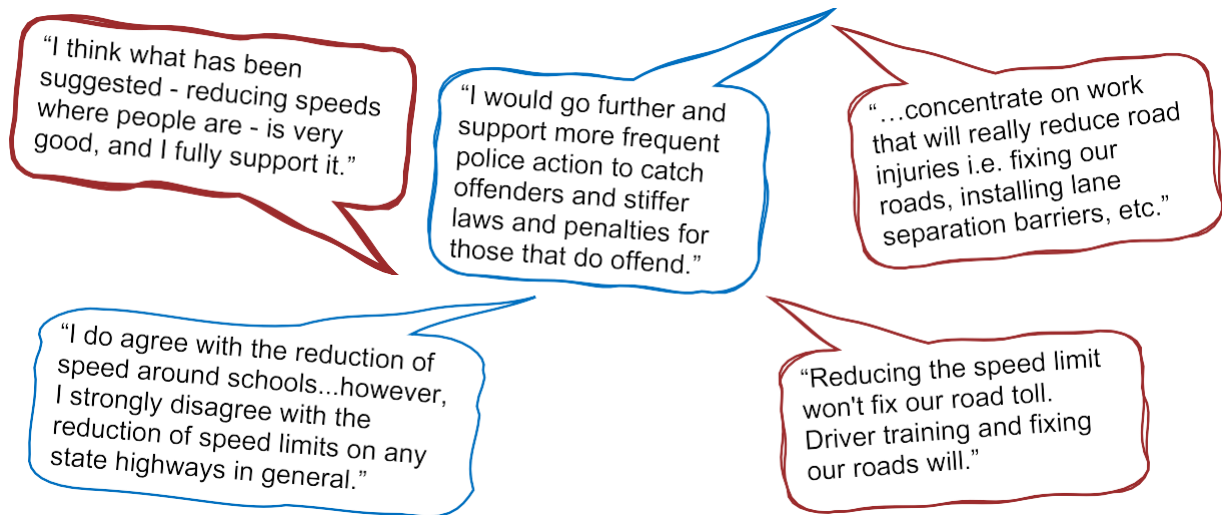 “I think what has been
suggested - reducing speeds
where people are - is very
good, and I fully support it.”
“I would go further and
support more frequent
police action to catch
offenders and stiffer
laws and penalties for
those that do offend.”
“…concentrate on work
that will really reduce road
injuries i.e. fixing our
roads, installing lane
separation barriers, etc.”
“I do agree with the reduction of
speed around schools...however,
I strongly disagree with the
reduction of speed limits on any
state highways in general.”
“Reducing the speed limit
won't fix our road toll.
Driver training and fixing
our roads will.”